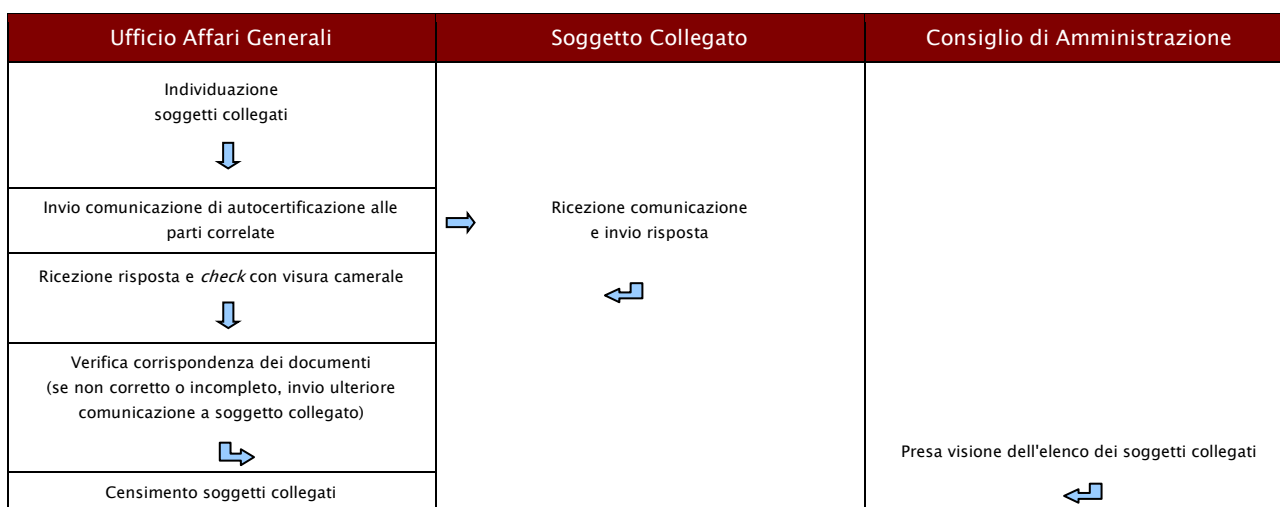 Ufficio Affari Generali
Soggetto Collegato
Consiglio di Amministrazione
Individuazione
soggetti collegati
Invio comunicazione di autocertificazione alle
parti correlate
Ricezione comunicazione
e invio risposta
Ricezione risposta e check con visura camerale
Verifica corrispondenza dei documenti
(se non corretto o incompleto, invio ulteriore
comunicazione a soggetto collegato)
Presa visione dell'elenco dei soggetti collegati
Censimento soggetti collegati